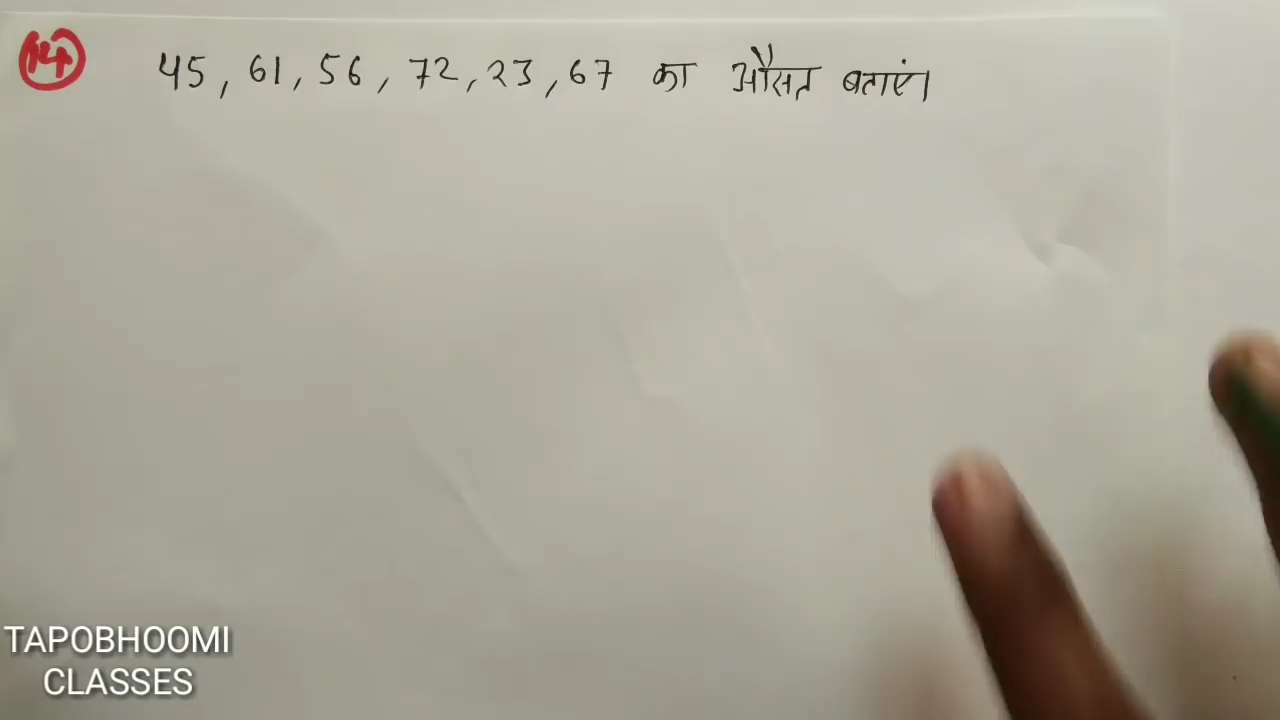 14 45, 61, 56, 72, 23, 67 का औसत बताएं।
TAPOBHOOMI
CLASSES